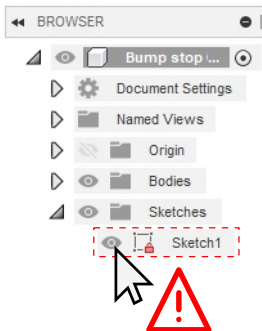 BROWSER
Bump stop ...
Document Settings
Named Views
Origin
Bodies
Sketches
Sketch1